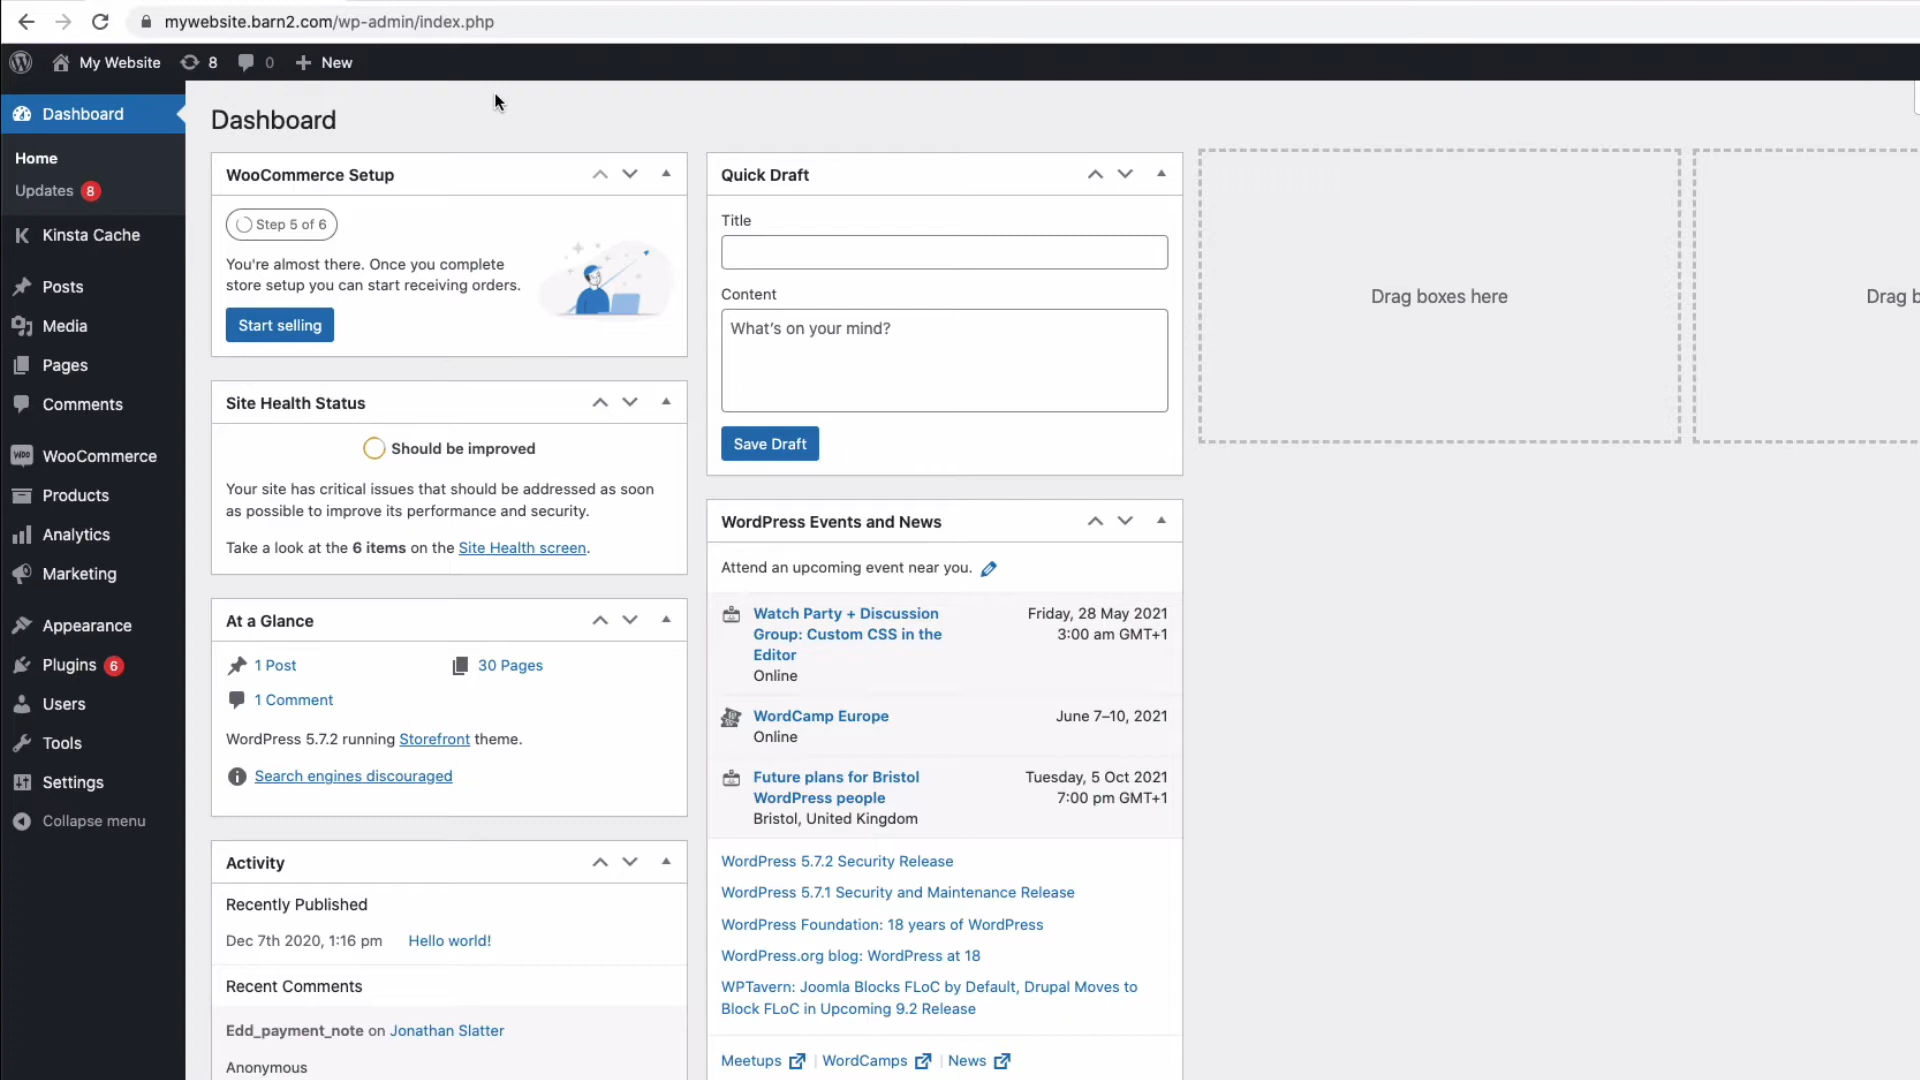 mywebsite.barn2.com/wp-admin/index.php
My Website 8 0 New
Dashboard
Home
Updates 8
Kinsta Cache
Posts
Media
Pages
Comments
WooCommerce
Products
Analytics
Marketing
Appearance
Plugins 6
Users
Tools
Settings
Collapse menu
Dashboard
WooCommerce Setup
Step 5 of 6
You're almost there. Once you complete
store setup you can start receiving orders.
Start selling
Site Health Status
Should be improved
Your site has critical issues that should be addressed as soon
as possible to improve its performance and security.
Take a look at the 6 items on the Site Health screen.
At a Glance
1 Post 30 Pages
1 Comment
WordPress 5.7.2 running Storefront theme.
Search engines discouraged
Activity
Recently Published
Dec 7th 2020, 1:16 pm Hello world!
Recent Comments
Edd_payment_note on Jonathan Slatter
Anonymous
Quick Draft
Title
Content
What's on your mind?
Save Draft
WordPress Events and News
Attend an upcoming event near you.
Watch Party + Discussion Friday, 28 May 2021
Group: Custom CSS in the 3:00 am GMT+1
Editor
Online
WordCamp Europe June 7–10, 2021
Online
Future plans for Bristol Tuesday, 5 Oct 2021
WordPress people 7:00 pm GMT+1
Bristol, United Kingdom
WordPress 5.7.2 Security Release
WordPress 5.7.1 Security and Maintenance Release
WordPress Foundation: 18 years of WordPress
WordPress.org blog: WordPress at 18
WPTavern: Joomla Blocks FLoC by Default, Drupal Moves to
Block FLoC in Upcoming 9.2 Release
Meetups | WordCamps | News
Drag boxes here
Drag b